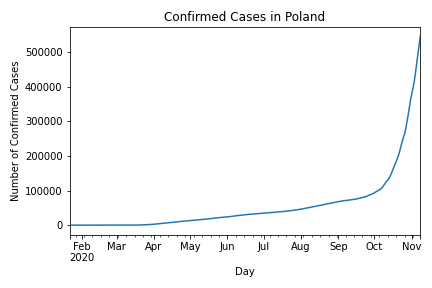 Confirmed Cases in Poland
Number of Confirmed Cases
500000
400000
300000
200000
100000
0
Feb Mar Apr May Jun Jul Aug Sep Oct Nov
2020
Day